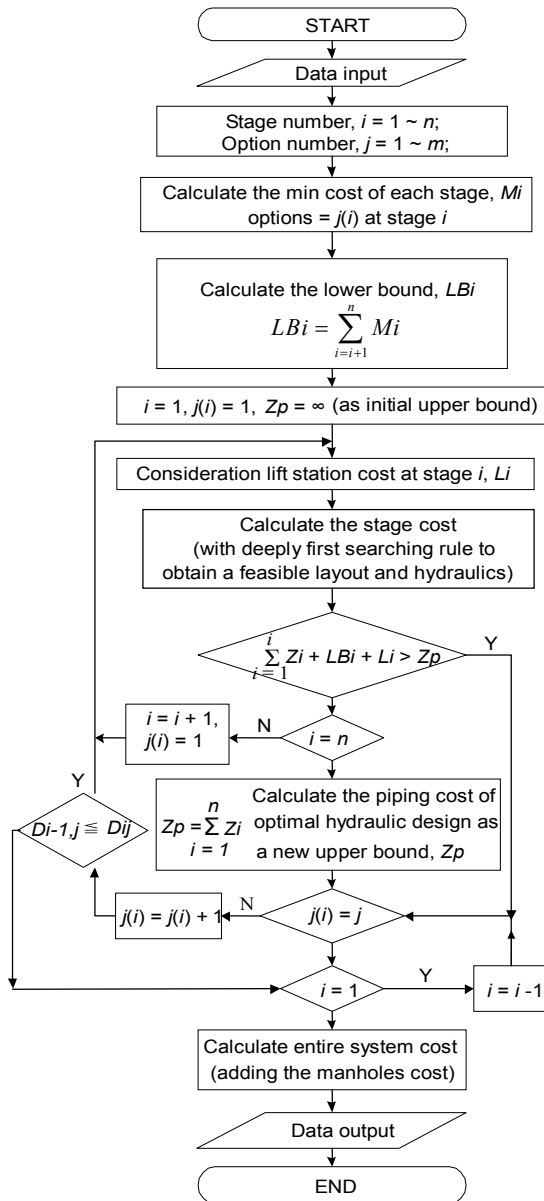 START
Data input
Stage number, i = 1 ~ n;
Option number, j = 1 ~ m;
Calculate the min cost of each stage, Mi
options = j(i) at stage i
Calculate the lower bound, LBi
LBi = ∑ Mi
n
i=i+1
i = 1, j(i) = 1, Zp = ∞ (as initial upper bound)
Consideration lift station cost at stage i, Li
Calculate the stage cost
(with deeply first searching rule to
obtain a feasible layout and hydraulics)
i
∑ Zi + LBi + Li > Zp
i = 1
Y
i = i + 1,
j(i) = 1
N
i = n
Y
Di-1,j ≦ Dij
n
Zp = ∑ Zi
i = 1
Calculate the piping cost of
optimal hydraulic design as
a new upper bound, Zp
j(i) = j(i) + 1
N
j(i) = j
i = 1
Y
i = i -1
Calculate entire system cost
(adding the manholes cost)
Data output
END